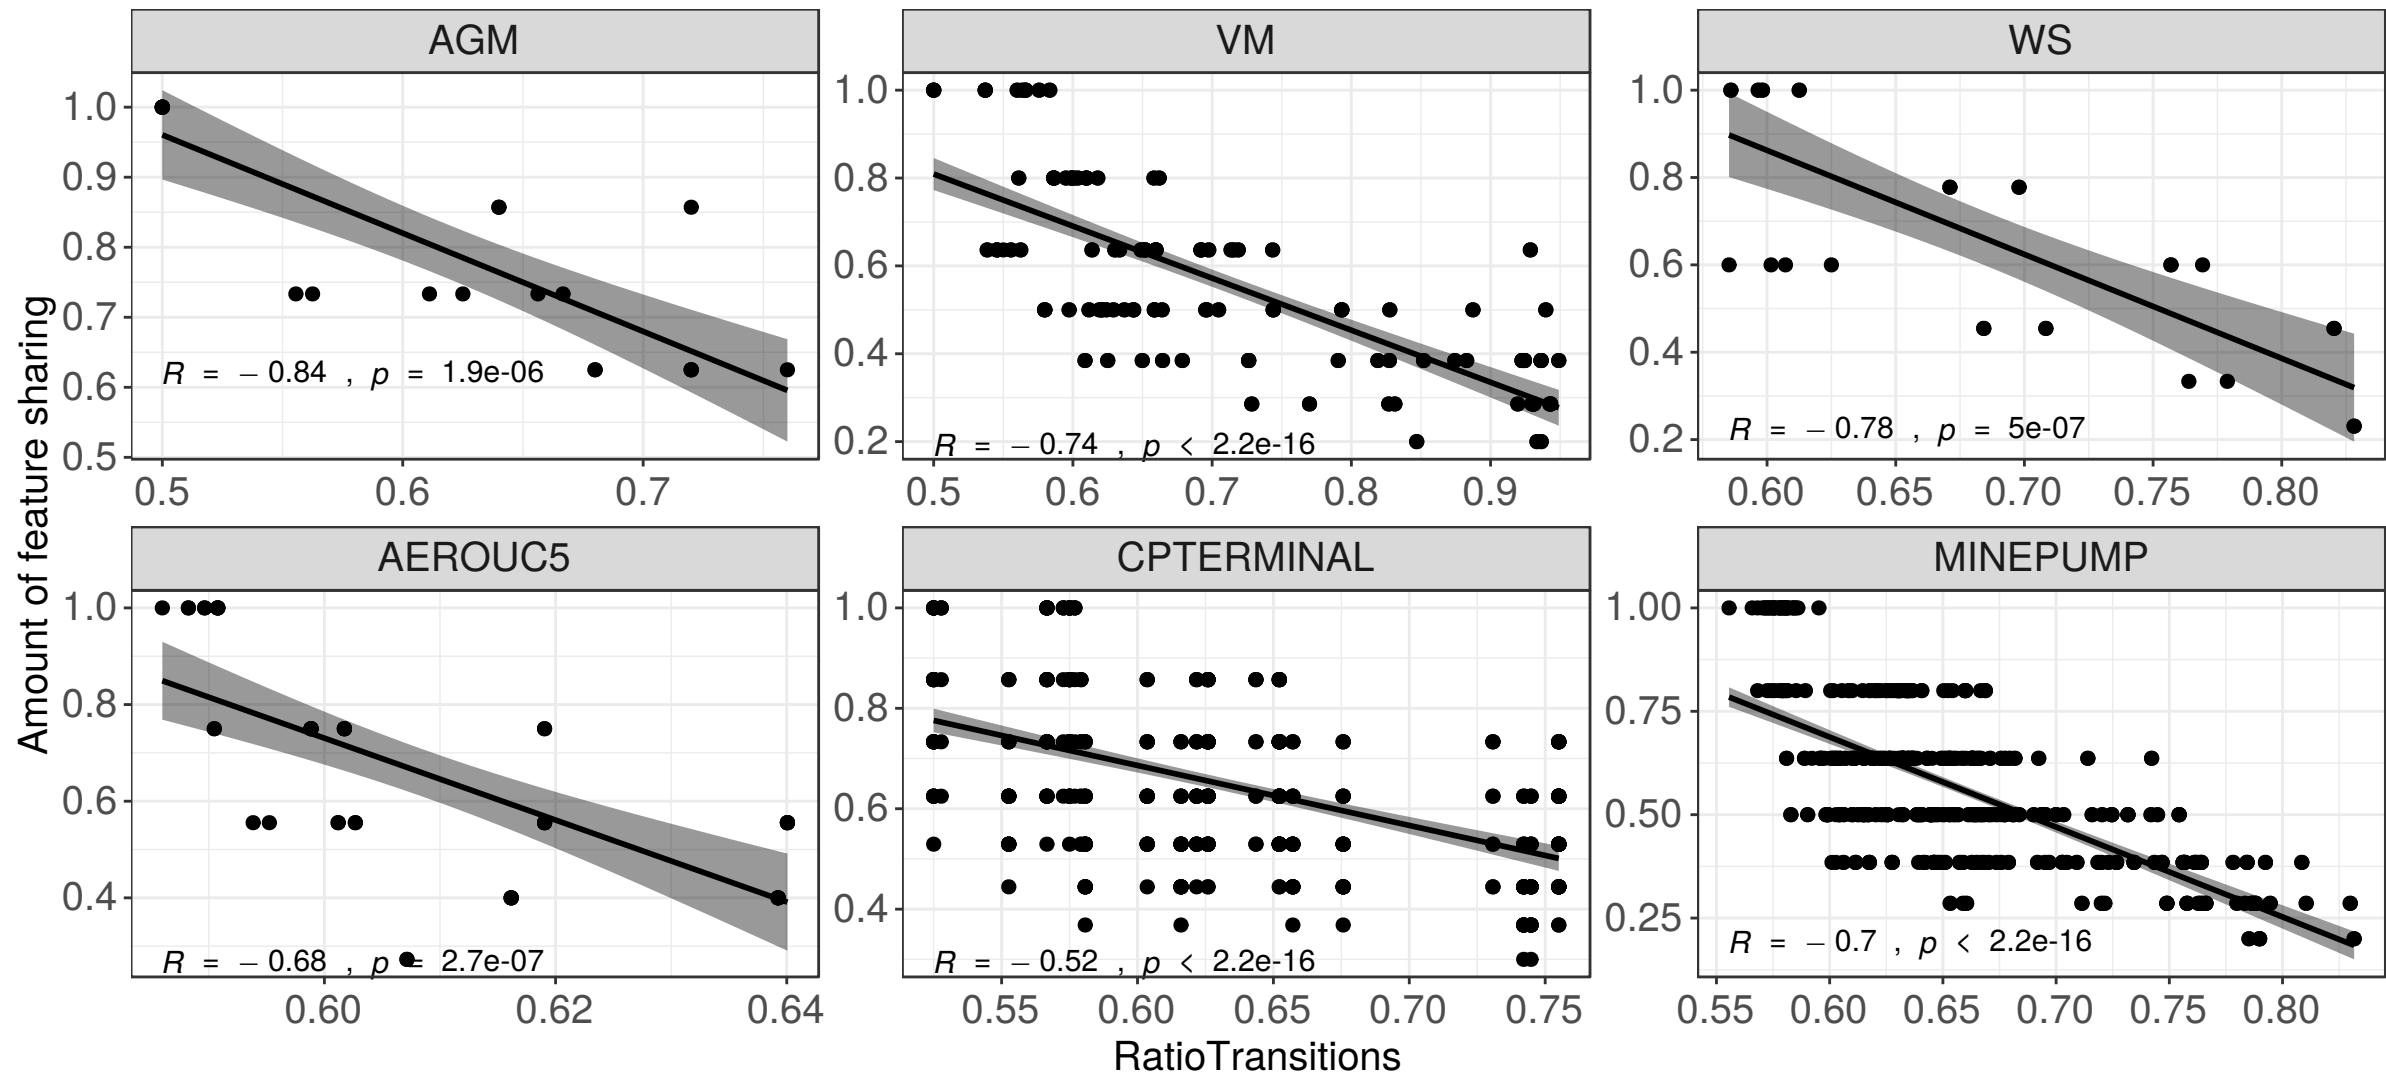 AGM
VM
WS
1.0
0.9
0.8
0.7
0.6
0.5
R = − 0.84 , p = 1.9e-06
0.5 0.6 0.7
1.0
0.8
0.6
0.4
0.2
R = − 0.74 , p < 2.2e-16
0.5 0.6 0.7 0.8 0.9
1.0
0.8
0.6
0.4
0.2
R = − 0.78 , p = 5e-07
0.60 0.65 0.70 0.75 0.80
Amount of feature sharing
AEROUC5
CPTERMINAL
MINEPUMP
1.0
0.8
0.6
0.4
R = − 0.68 , p = 2.7e-07
0.60 0.62 0.64
1.0
0.8
0.6
0.4
R = − 0.52 , p < 2.2e-16
0.55 0.60 0.65 0.70 0.75
1.00
0.75
0.50
0.25
R = − 0.7 , p < 2.2e-16
0.55 0.60 0.65 0.70 0.75 0.80
RatioTransitions